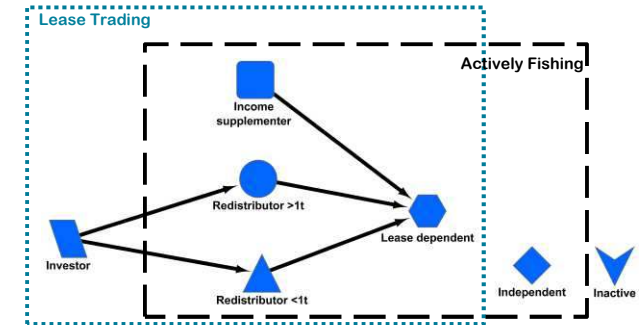 Lease Trading
Actively Fishing
Income
supplementer
Redistributor >1t
Lease dependent
Investor
Redistributor <1t
Independent
Inactive